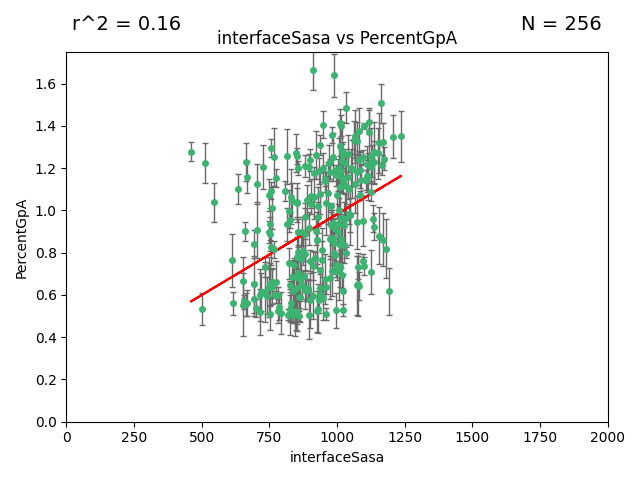 r^2 = 0.16
N = 256
interfaceSasa vs PercentGpA
PercentGpA
1.6
1.4
1.2
1.0
0.8
0.6
0.4
0.2
0.0
0 250 500 750 1000 1250 1500 1750 2000
interfaceSasa